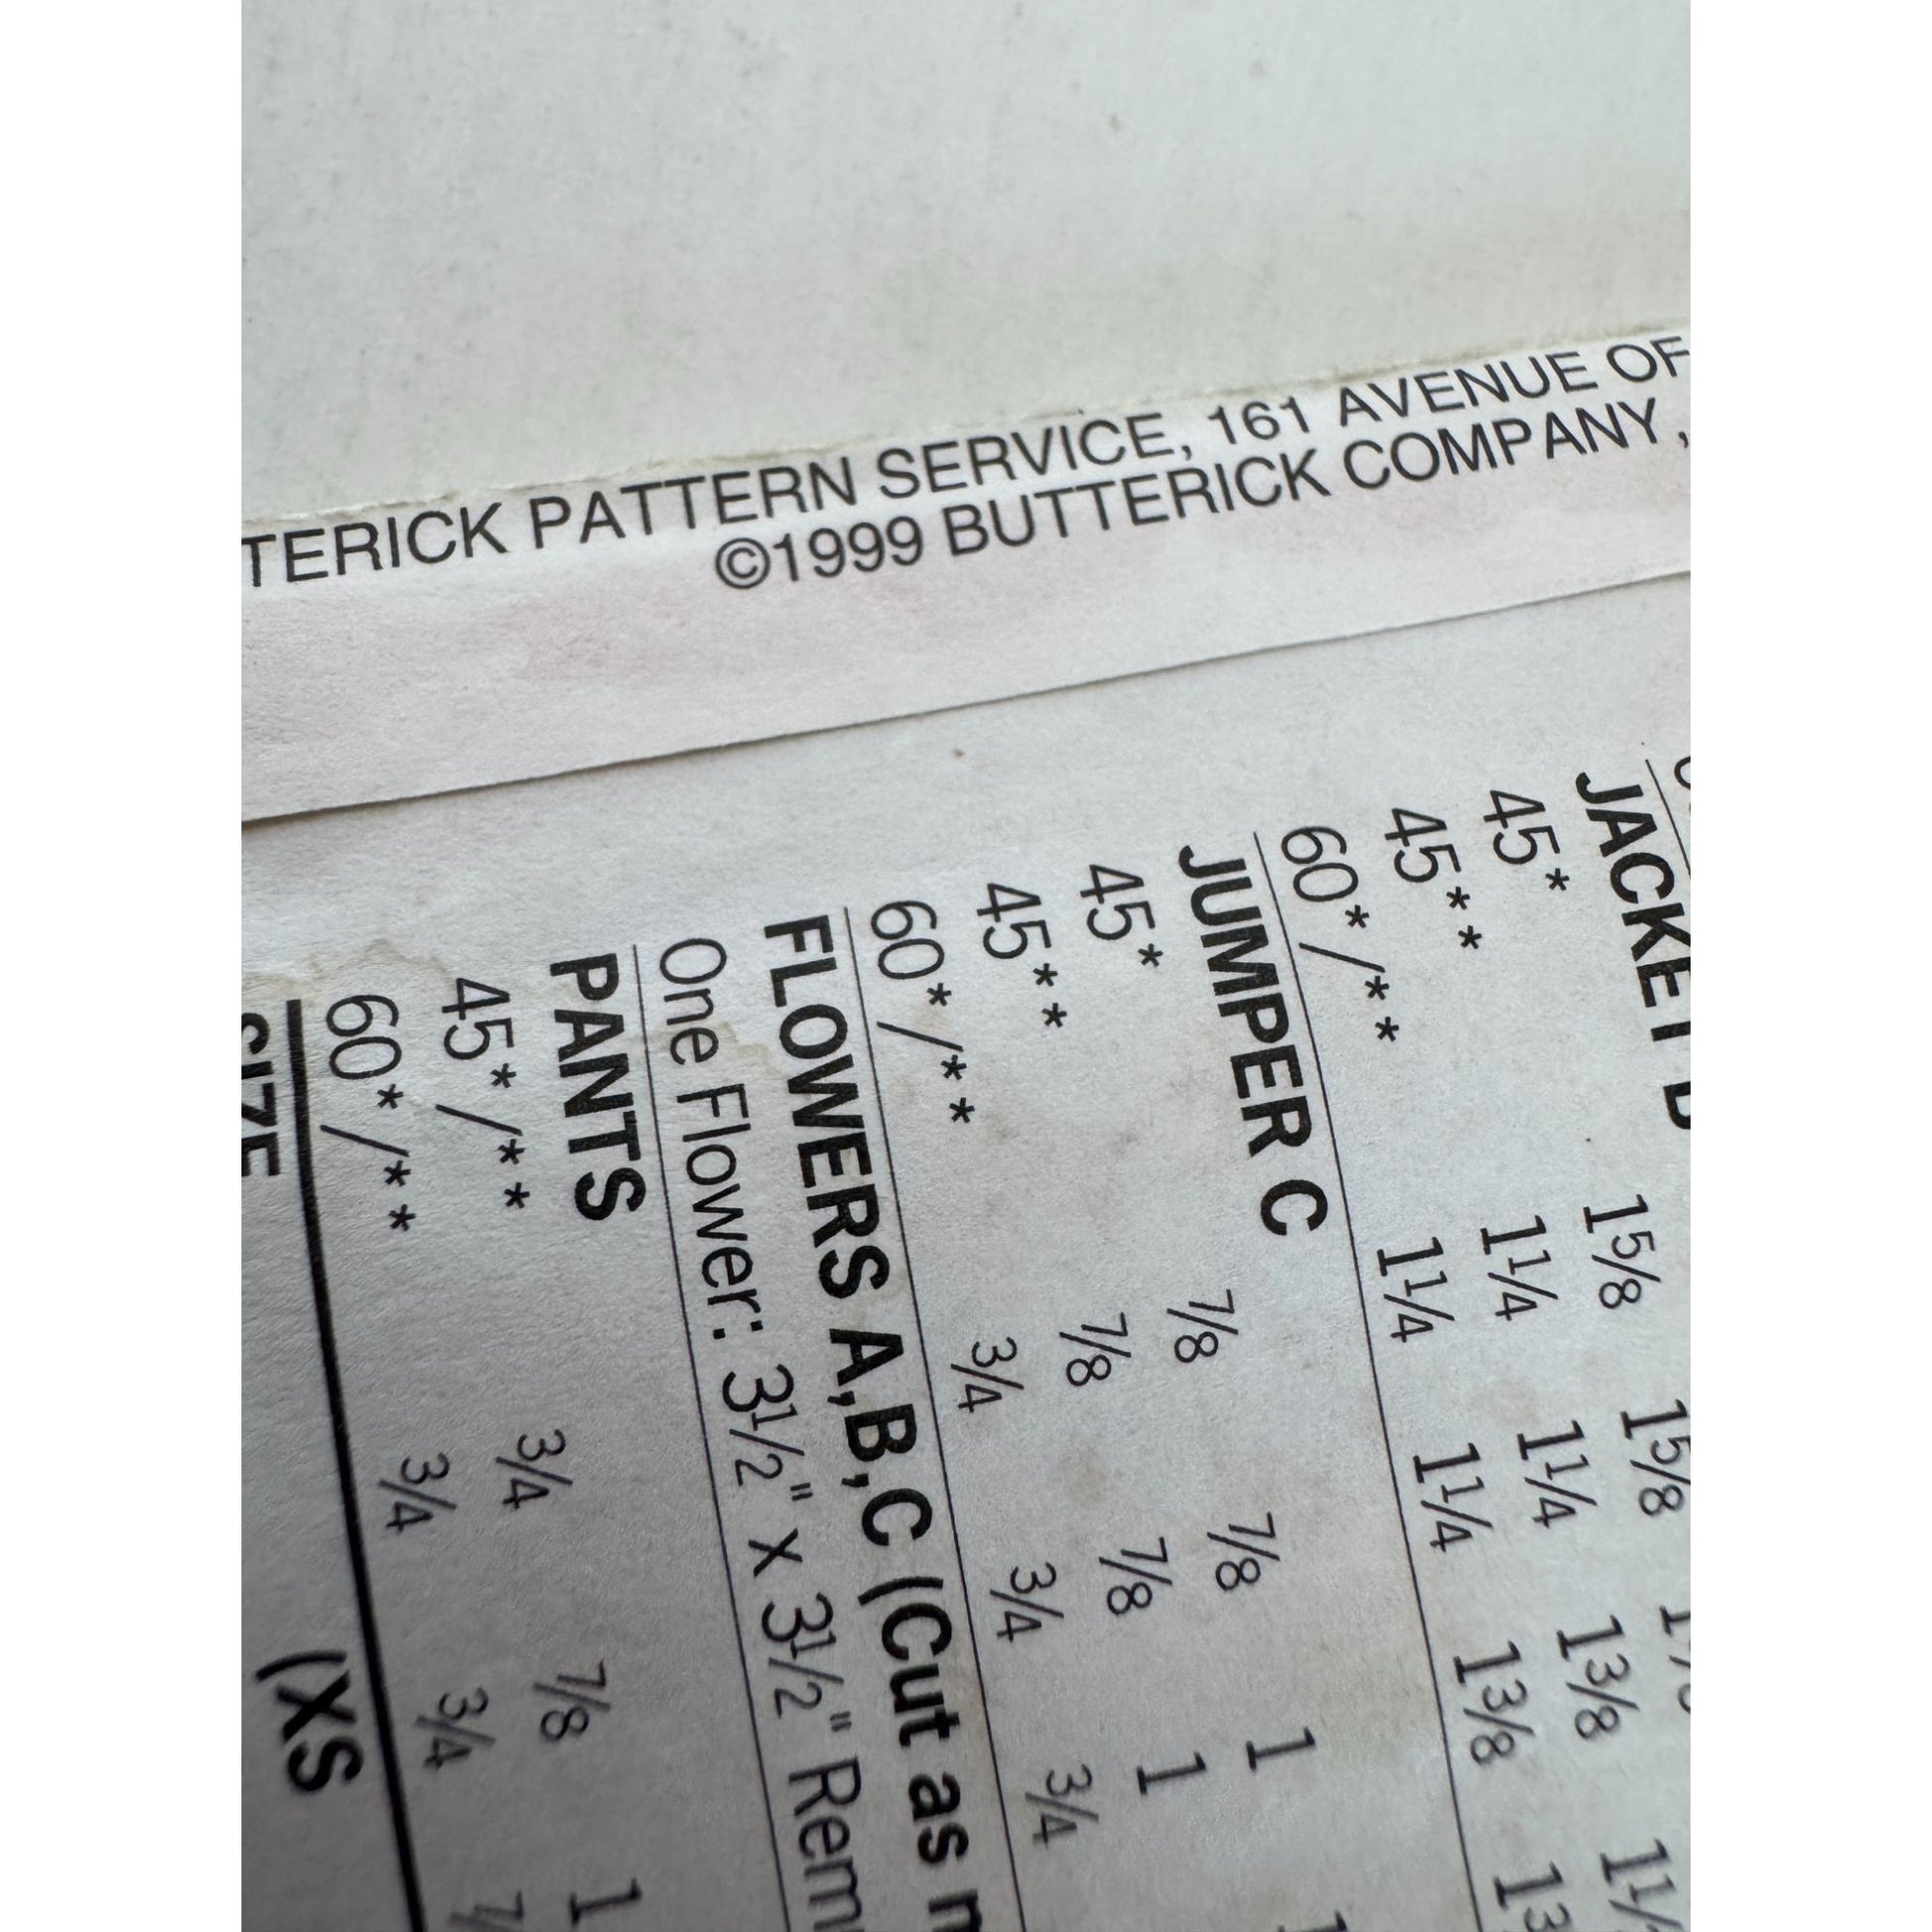 TERICK PATTERN SERVICE, 161 AVENUE OF
©1999 BUTTERICK COMPANY,
JACKET B
45* 1⅝ 1⅝
45** 1¼ 1¼ 1⅜
60*/** 1¼ 1¼ 1⅜
JUMPER C
45* ⅞ ⅞ 1 1
45** ⅞ ⅞ 1
60*/** ¾ ¾ ¾
FLOWERS A,B,C (Cut as
One Flower: 3½" x 3½" Rem
PANTS
45*/** ¾ ⅞ 1
60*/** ¾ ¾
SIZE (XS